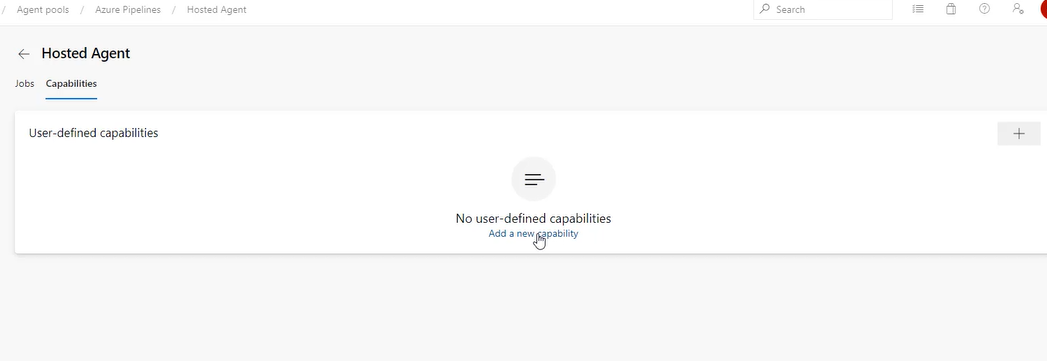 / Agent pools / Azure Pipelines / Hosted Agent
Search
Hosted Agent
Jobs Capabilities
User-defined capabilities
No user-defined capabilities
Add a new capability